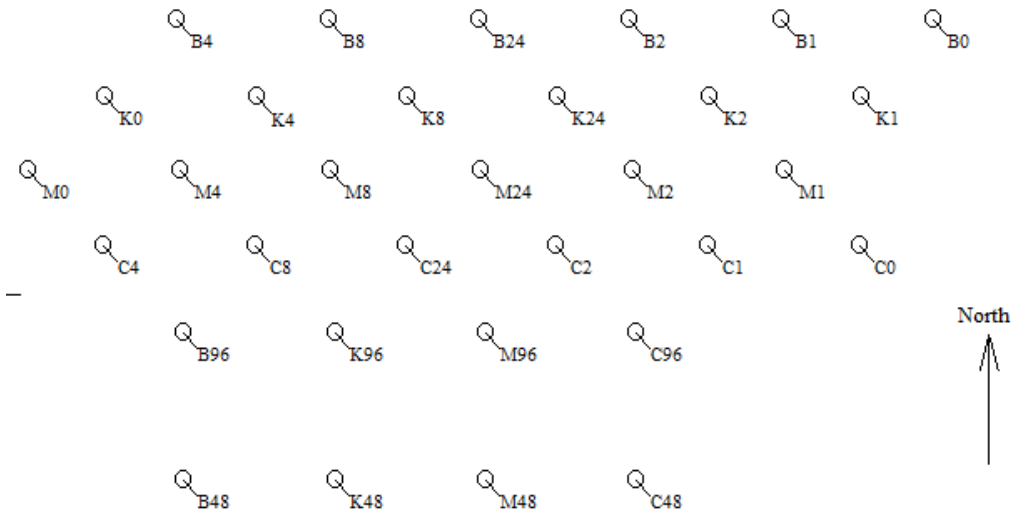 B4 B8 B24 B2 B1 B0
K0 K4 K8 K24 K2 K1
M0 M4 M8 M24 M2 M1
C4 C8 C24 C2 C1 C0
North
B96 K96 M96 C96
B48 K48 M48 C48